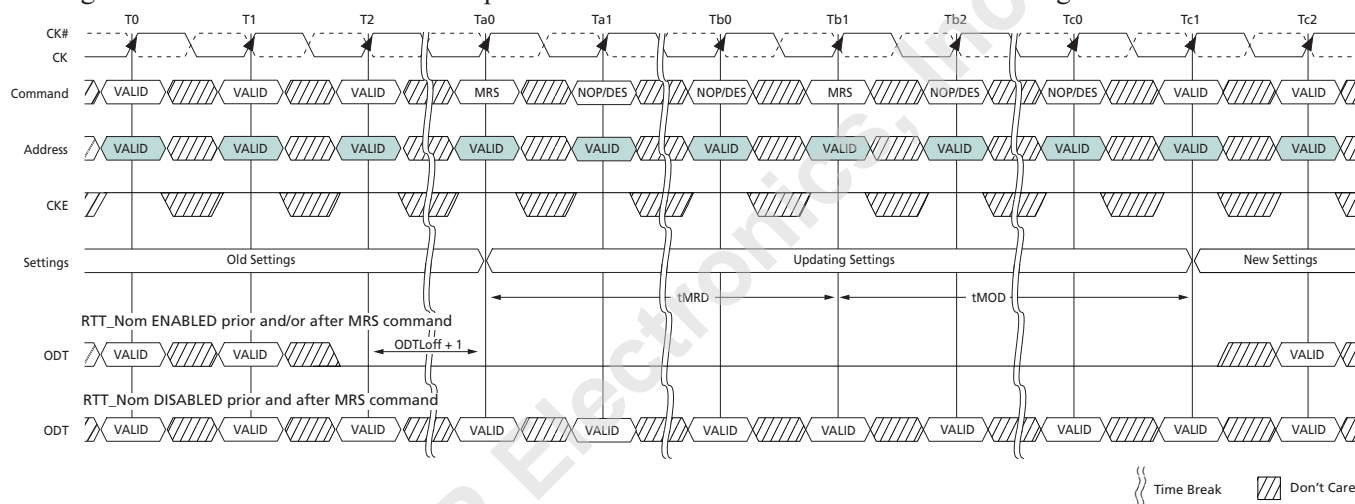 T0 T1 T2 Ta0 Ta1 Tb0 Tb1 Tb2 Tc0 Tc1 Tc2
CK#
CK
Command VALID VALID VALID MRS NOP/DES NOP/DES MRS NOP/DES NOP/DES VALID VALID
Address VALID VALID VALID VALID VALID VALID VALID VALID VALID VALID VALID
CKE
Settings Old Settings Updating Settings New Settings
tMRD tMOD
RTT_Nom ENABLED prior and/or after MRS command
ODT VALID VALID ODTLoff + 1 VALID
RTT_Nom DISABLED prior and after MRS command
ODT VALID VALID VALID VALID VALID VALID VALID VALID VALID VALID VALID
Time Break Don't Care
Electronics, Inc